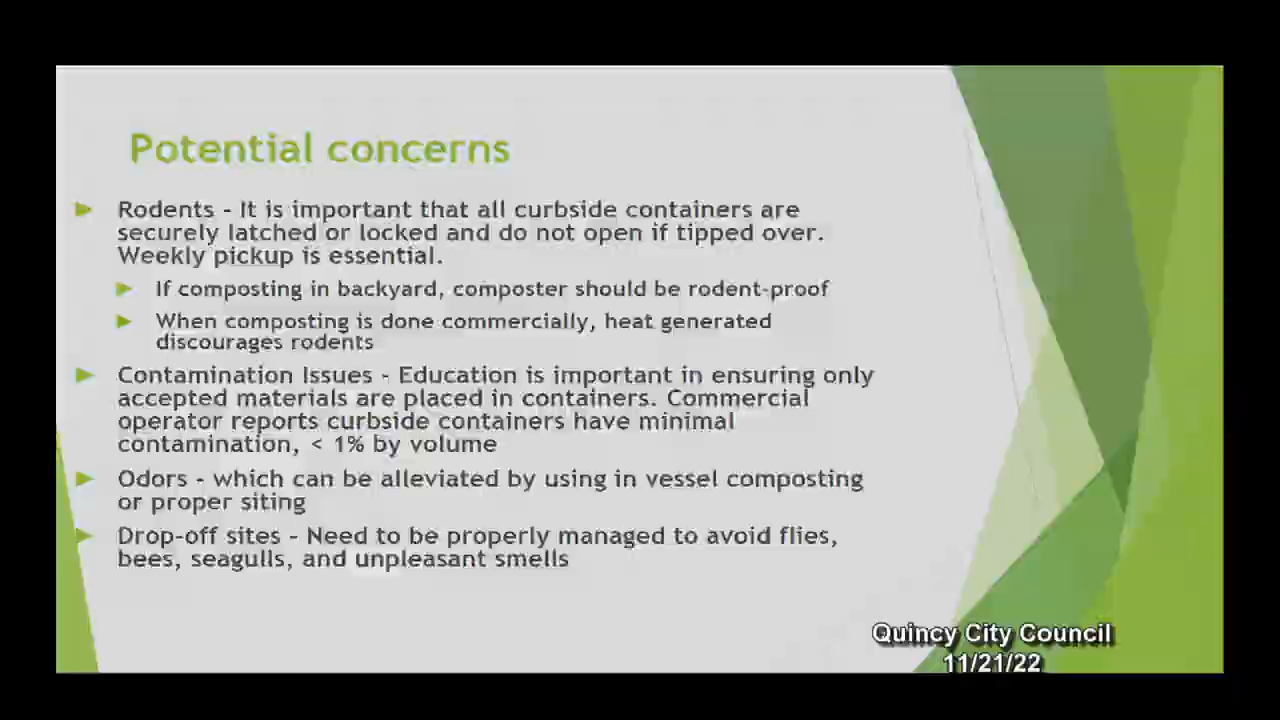 Potential concerns
Rodents - It is important that all curbside containers are
securely latched or locked and do not open if tipped over.
Weekly pickup is essential.
If composting in backyard, composter should be rodent-proof
When composting is done commercially, heat generated
discourages rodents
Contamination Issues - Education is important in ensuring only
accepted materials are placed in containers. Commercial
operator reports curbside containers have minimal
contamination, < 1% by volume
Odors - which can be alleviated by using in vessel composting
or proper siting
Drop-off sites - Need to be properly managed to avoid flies,
bees, seagulls, and unpleasant smells
Quincy City Council
11/21/22